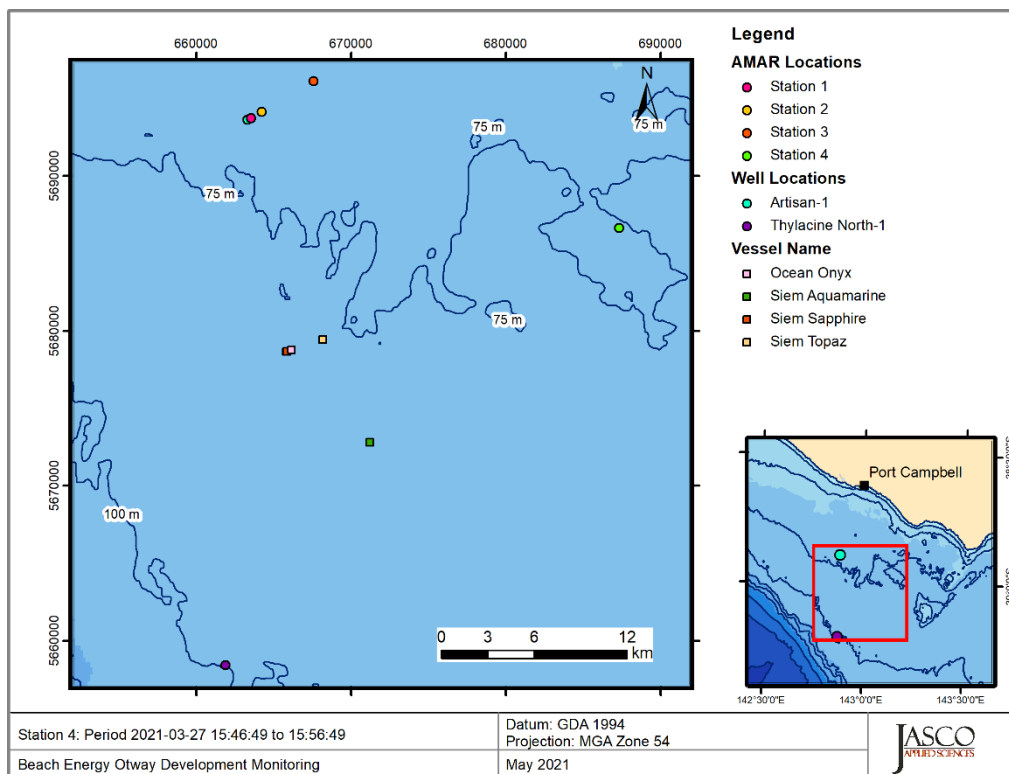 660000 670000 680000 690000
5690000
5680000
5670000
5660000
75 m
75 m
75 m
75 m
100 m
N
0 3 6 12
km
Legend
AMAR Locations
Station 1
Station 2
Station 3
Station 4
Well Locations
Artisan-1
Thylacine North-1
Vessel Name
Ocean Onyx
Siem Aquamarine
Siem Sapphire
Siem Topaz
Port Campbell
142°30'0"E 143°0'0"E 143°30'0"E
Station 4: Period 2021-03-27 15:46:49 to 15:56:49
Beach Energy Otway Development Monitoring
Datum: GDA 1994
Projection: MGA Zone 54
May 2021
JASCO
APPLIED SCIENCES